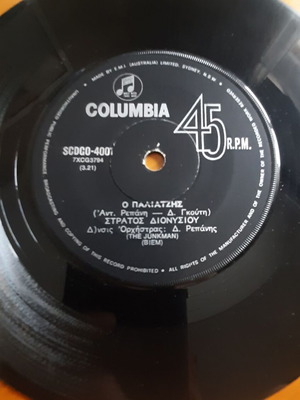 MADE BY E.M.I. (AUSTRALIA) LIMITED, SYDNEY, N.S.W.
COLUMBIA
45
R.P.M.
SCDGO-4007
7XCG3794
(3.21)
Ο ΠΑΛΙΑΤΖΗΣ
('Αντ. Ρεπάνη — Δ. Γκούτη)
ΣΤΡΑΤΟΣ ΔΙΟΝΥΣΙΟΥ
Δ)νσις 'Ορχήστρας: Δ. Ρεπάνης
(THE JUNKMAN)
(BIEM)
UNAUTHORISED PUBLIC PERFORMANCE BROADCASTING AND COPYING OF THIS RECORD PROHIBITED • ALL RIGHTS OF THE MANUFACTURER AND OF THE OWNER OF THE RECORDED WORK RESERVED